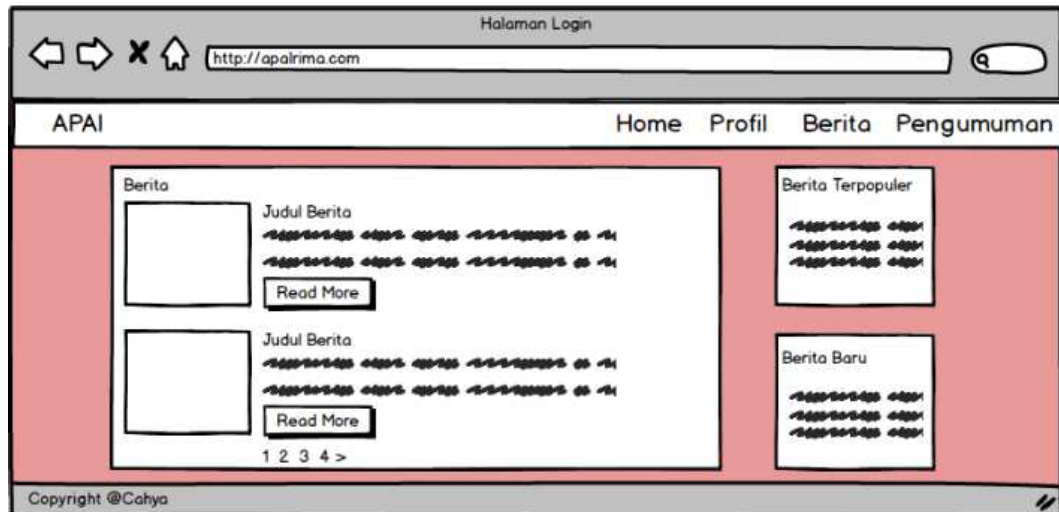 Halaman Login
http://apalrima.com
APAI
Home Profil Berita Pengumuman
Berita
Judul Berita
Read More
Judul Berita
Read More
1 2 3 4 >
Berita Terpopuler
Berita Baru
Copyright @Cahya